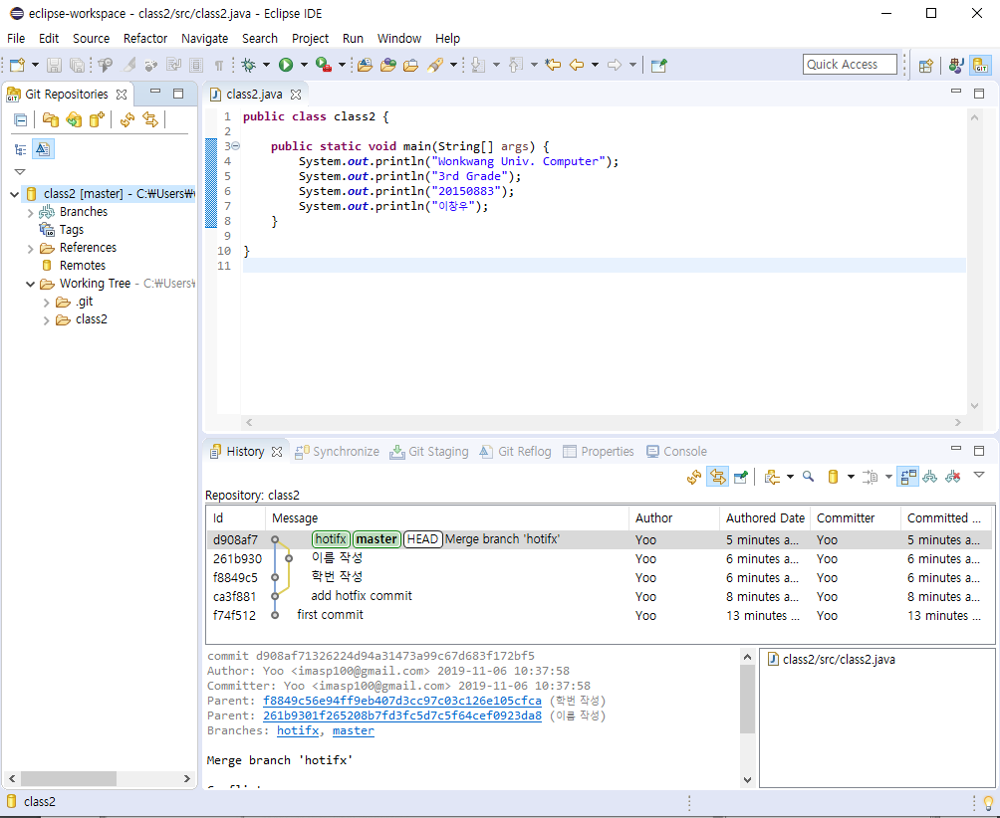 eclipse-workspace - class2/src/class2.java - Eclipse IDE
File Edit Source Refactor Navigate Search Project Run Window Help
Quick Access
Git Repositories
class2 [master] - C:₩Users₩
Branches
Tags
References
Remotes
Working Tree - C:₩Users₩
.git
class2
class2.java
1 public class class2 {
2
3 public static void main(String[] args) {
4 System.out.println("Wonkwang Univ. Computer");
5 System.out.println("3rd Grade");
6 System.out.println("20150883");
7 System.out.println("이창우");
8 }
9
10 }
11
History Synchronize Git Staging Git Reflog Properties Console
Repository: class2
Id Message Author Authored Date Committer Committed ...
d908af7 hotifx master HEAD Merge branch 'hotifx' Yoo 5 minutes a... Yoo 5 minutes a...
261b930 이름 작성 Yoo 6 minutes a... Yoo 6 minutes a...
f8849c5 학번 작성 Yoo 6 minutes a... Yoo 6 minutes a...
ca3f881 add hotfix commit Yoo 8 minutes a... Yoo 8 minutes a...
f74f512 first commit Yoo 13 minutes ... Yoo 13 minutes ...
commit d908af71326224d94a31473a99c67d683f172bf5
Author: Yoo <imasp100@gmail.com> 2019-11-06 10:37:58
Committer: Yoo <imasp100@gmail.com> 2019-11-06 10:37:58
Parent: f8849c56e94ff9eb407d3cc97c03c126e105cfca (학번 작성)
Parent: 261b9301f265208b7fd3fc5d7c5f64cef0923da8 (이름 작성)
Branches: hotifx, master
Merge branch 'hotifx'
class2/src/class2.java
class2